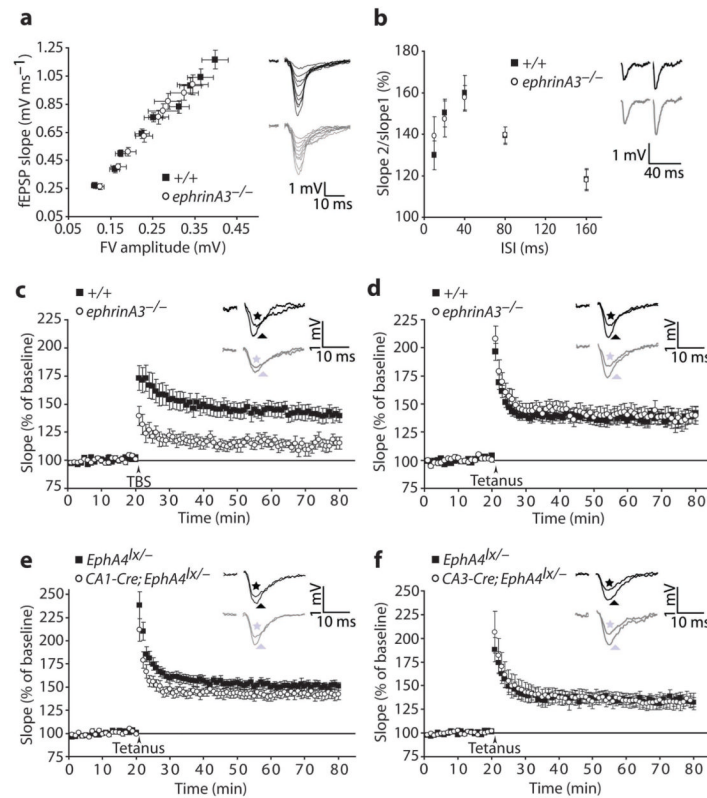 a
fEPSP slope (mV ms⁻¹)
1.25
1.05
0.85
0.65
0.45
0.25
0.05
0.05 0.15 0.25 0.35 0.45
FV amplitude (mV)
+/+
ephrinA3⁻/⁻
1 mV
10 ms
b
Slope 2/slope1 (%)
180
160
140
120
100
0 40 80 120 160
ISI (ms)
+/+
ephrinA3⁻/⁻
1 mV
40 ms
c
+/+
ephrinA3⁻/⁻
Slope (% of baseline)
225
200
175
150
125
100
75
0 10 20 30 40 50 60 70 80
TBS
Time (min)
1 mV
10 ms
d
+/+
ephrinA3⁻/⁻
Slope (% of baseline)
225
200
175
150
125
100
75
0 10 20 30 40 50 60 70 80
Tetanus
Time (min)
1 mV
10 ms
e
EphA4ˡˣ/⁻
CA1-Cre; EphA4ˡˣ/⁻
Slope (% of baseline)
250
225
200
175
150
125
100
75
0 10 20 30 40 50 60 70 80
Tetanus
Time (min)
1 mV
10 ms
f
EphA4ˡˣ/⁻
CA3-Cre; EphA4ˡˣ/⁻
Slope (% of baseline)
225
200
175
150
125
100
75
0 10 20 30 40 50 60 70 80
Tetanus
Time (min)
1 mV
10 ms